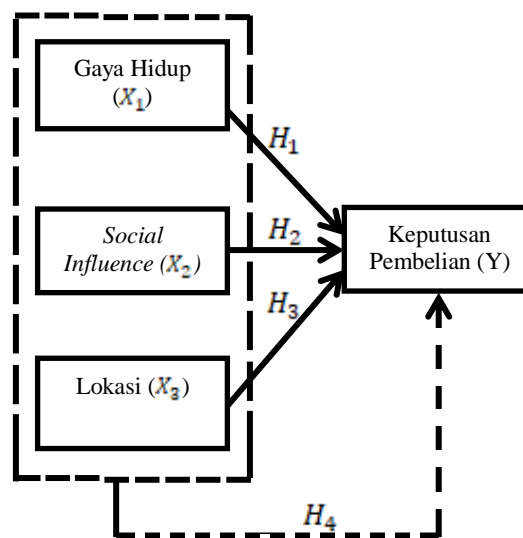 Gaya Hidup
(X₁)
H₁
Social
Influence (X₂)
H₂
Keputusan
Pembelian (Y)
H₃
Lokasi (X₃)
H₄